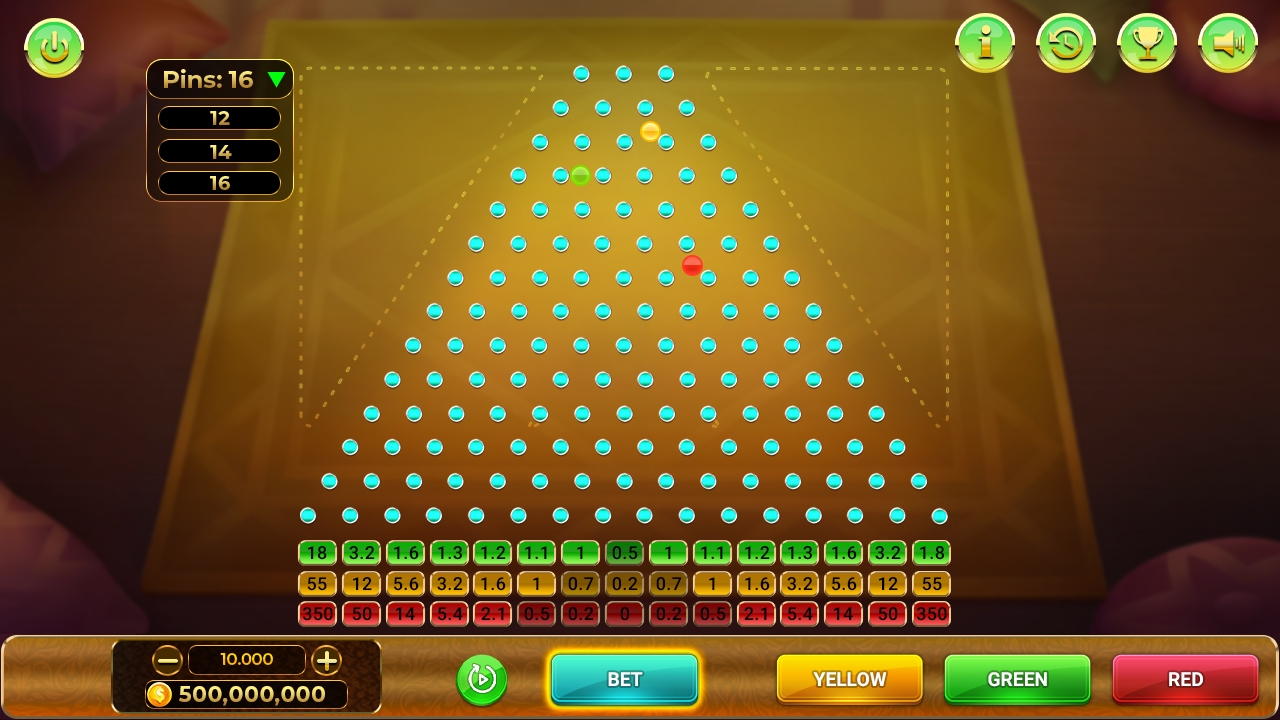 Pins: 16
12
14
16
18 3.2 1.6 1.3 1.2 1.1 1 0.5 1 1.1 1.2 1.3 1.6 3.2 1.8
55 12 5.6 3.2 1.6 1 0.7 0.2 0.7 1 1.6 3.2 5.6 12 55
350 50 14 5.4 2.1 0.5 0.2 0 0.2 0.5 2.1 5.4 14 50 350
10.000
500,000,000
BET
YELLOW
GREEN
RED